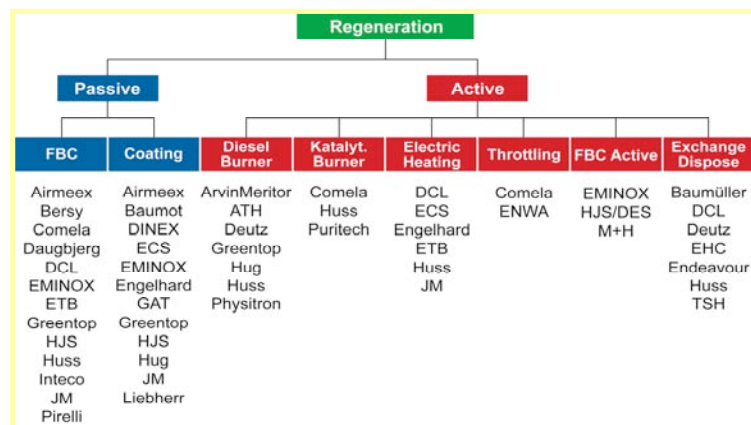 Regeneration
Passive
Active
FBC
Coating
Diesel
Burner
Katalyt.
Burner
Electric
Heating
Throttling
FBC Active
Exchange
Dispose
Airmeex
Bersy
Comela
Daugbjerg
DCL
EMINOX
ETB
Greentop
HJS
Huss
Inteco
JM
Pirelli
Airmeex
Baumot
DINEX
ECS
EMINOX
Engelhard
GAT
Greentop
HJS
Hug
JM
Liebherr
ArvinMeritor
ATH
Deutz
Greentop
Hug
Huss
Physitron
Comela
Huss
Puritech
DCL
ECS
Engelhard
ETB
Huss
JM
Comela
ENWA
EMINOX
HJS/DES
M+H
Baumüller
DCL
Deutz
EHC
Endeavour
Huss
TSH